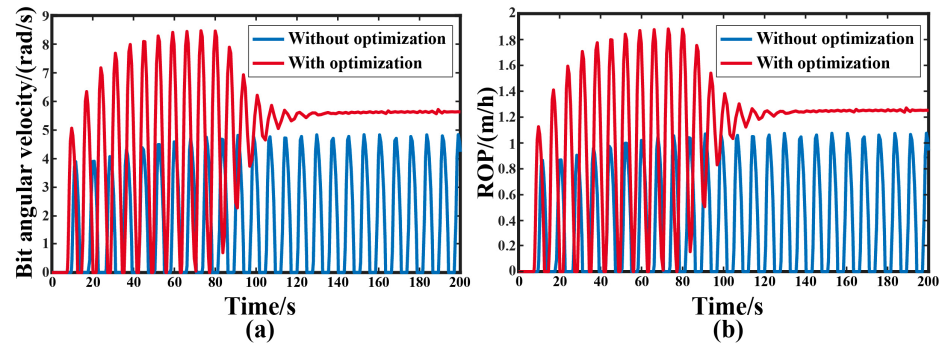 Bit angular velocity/(rad/s)
9
8
7
6
5
4
3
2
1
0
Without optimization
With optimization
0 20 40 60 80 100 120 140 160 180 200
Time/s
(a)
ROP/(m/h)
2
1.8
1.6
1.4
1.2
1
0.8
0.6
0.4
0.2
0
Without optimization
With optimization
0 20 40 60 80 100 120 140 160 180 200
Time/s
(b)